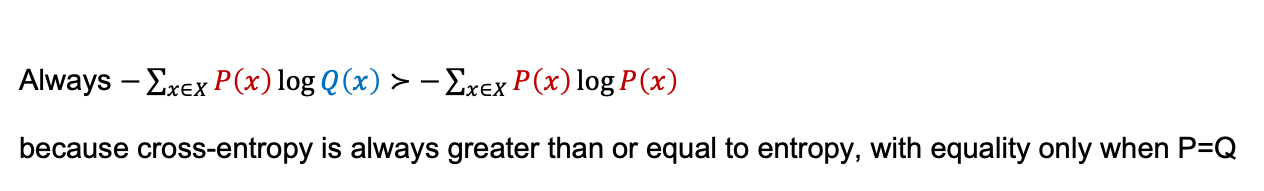 Always − ∑x∈X P(x) log Q(x) ≻ − ∑x∈X P(x) log P(x)
because cross-entropy is always greater than or equal to entropy, with equality only when P=Q